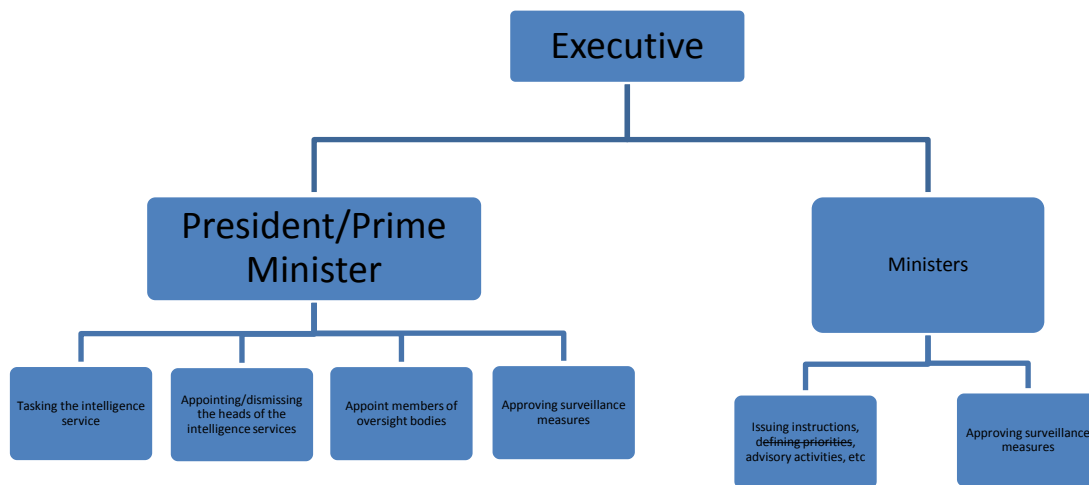 Executive
President/Prime
Minister
Ministers
Tasking the intelligence
service
Appointing/dismissing
the heads of the
intelligence services
Appoint members of
oversight bodies
Approving surveillance
measures
Issuing instructions,
defining priorities,
advisory activities, etc
Approving surveillance
measures